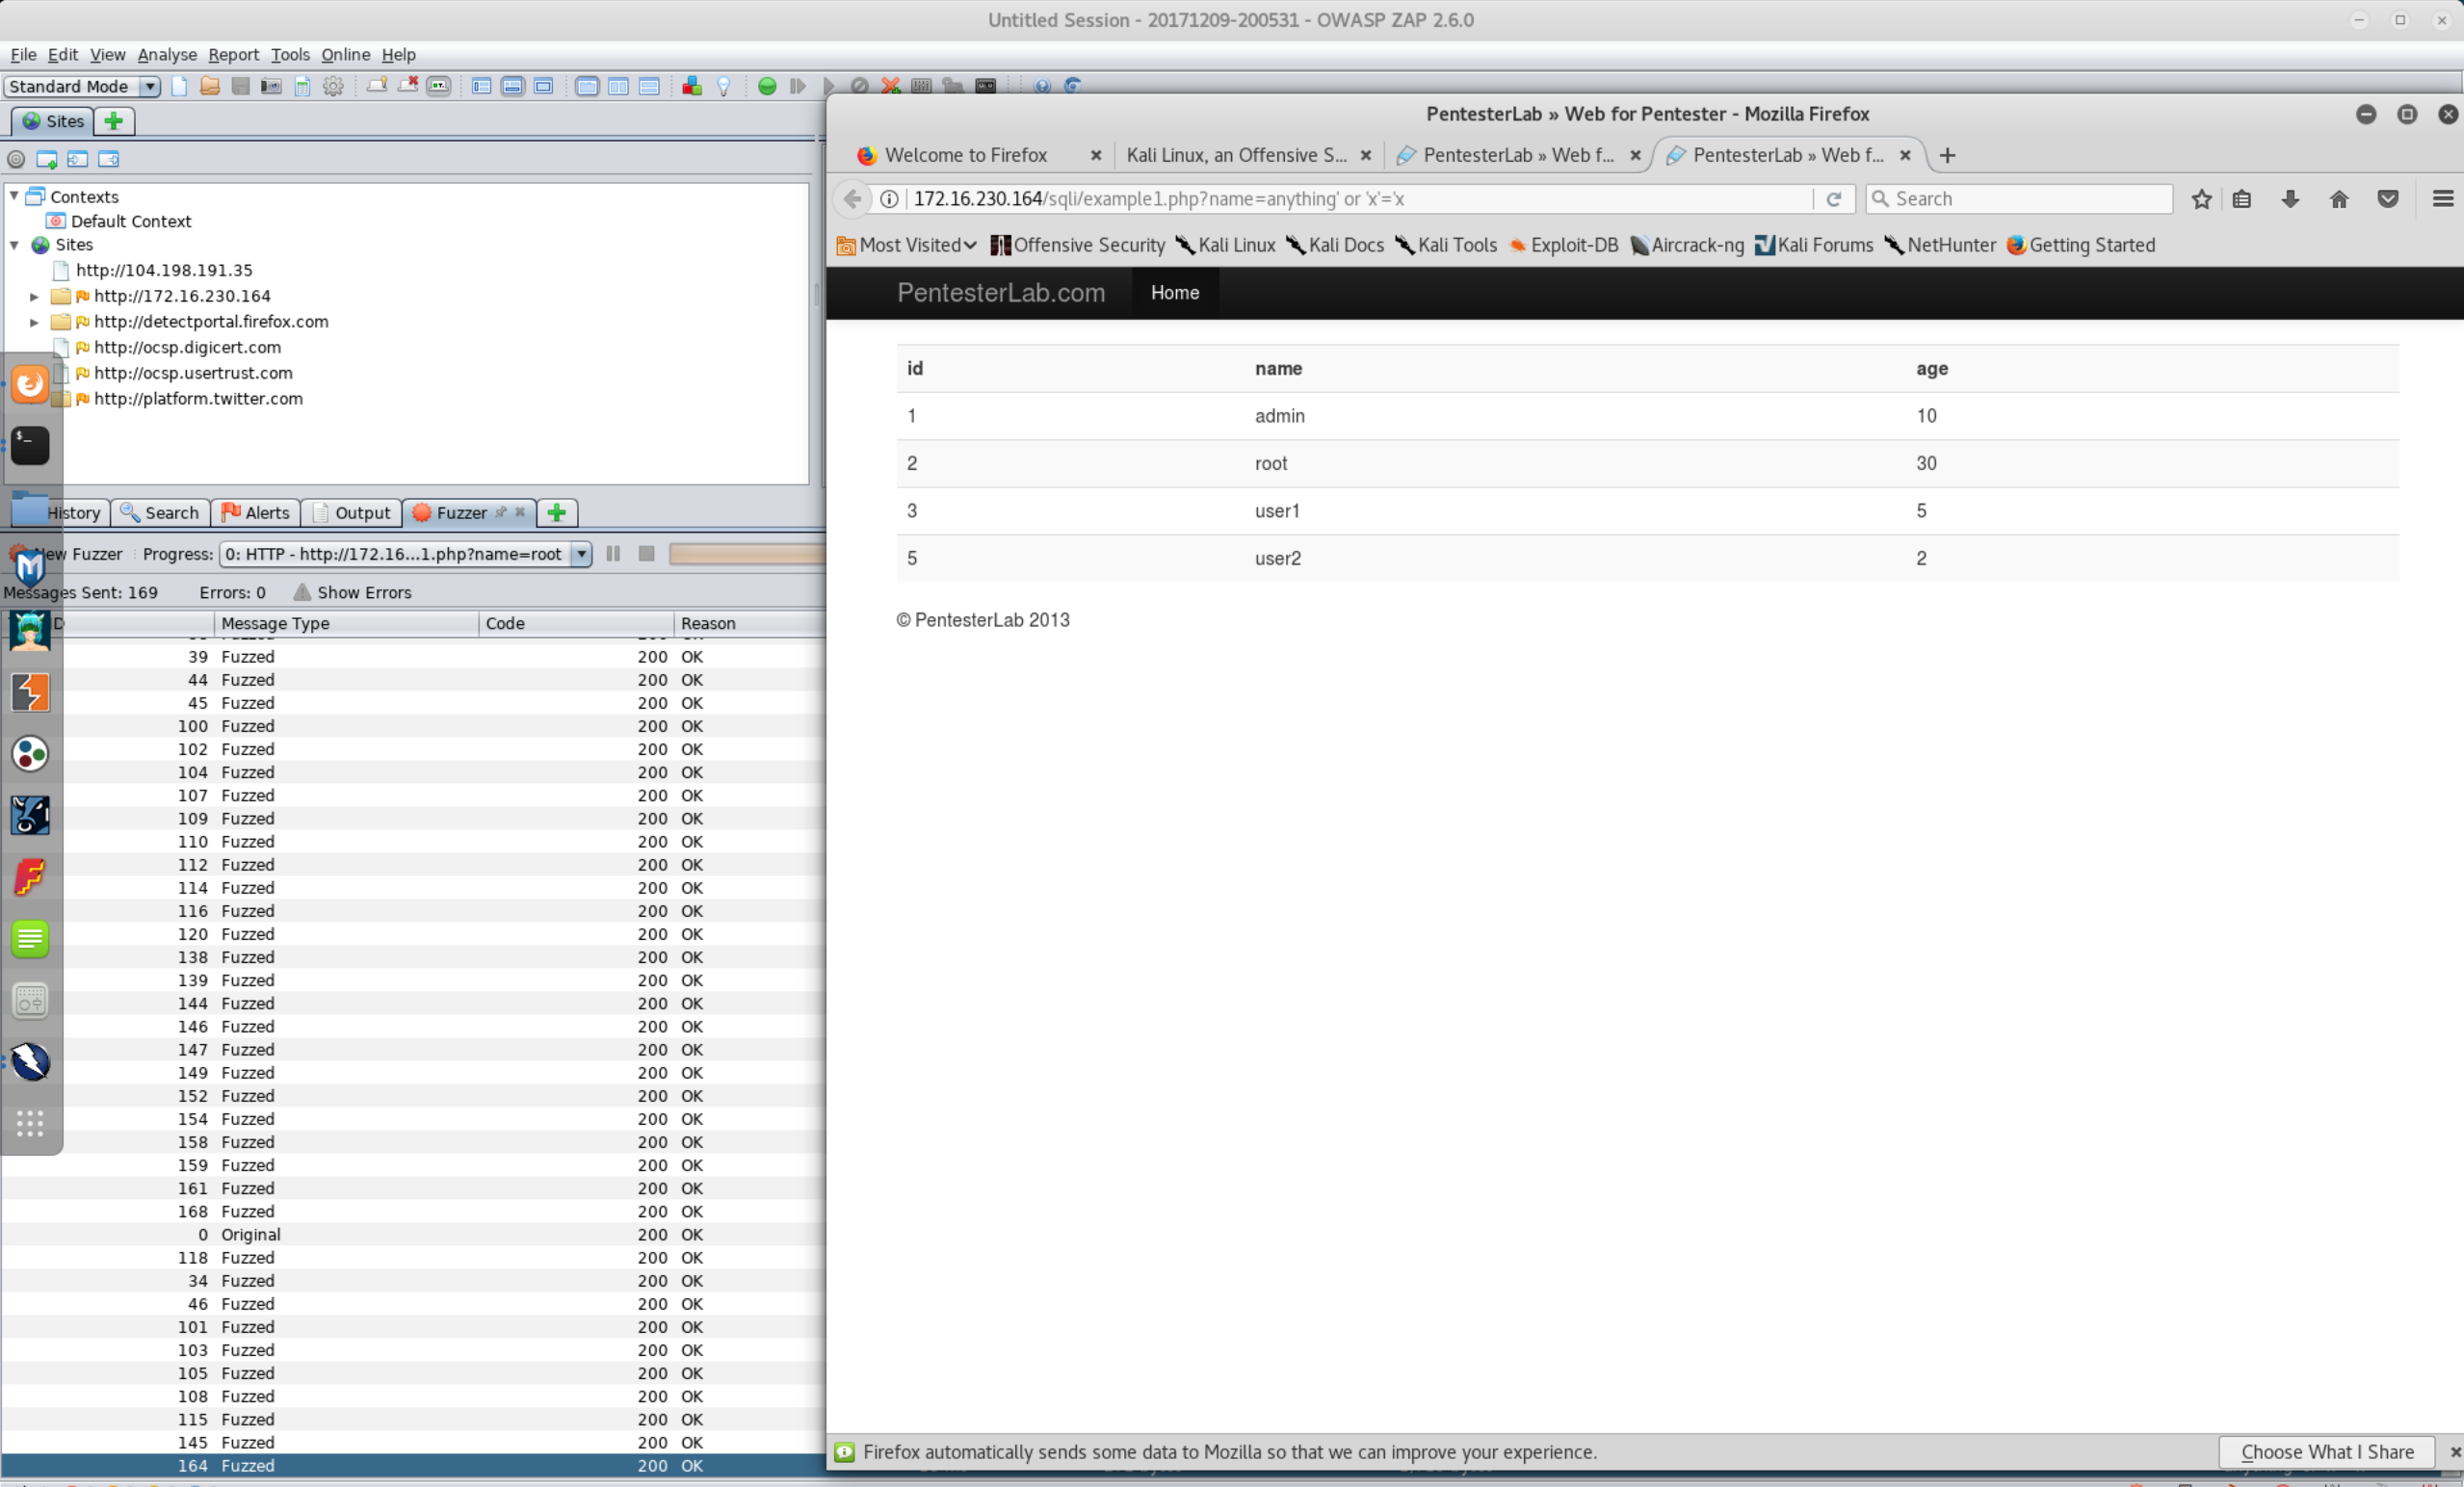 Untitled Session - 20171209-200531 - OWASP ZAP 2.6.0
File Edit View Analyse Report Tools Online Help
Standard Mode
Sites
Contexts
Default Context
Sites
http://104.198.191.35
http://172.16.230.164
http://detectportal.firefox.com
http://ocsp.digicert.com
http://ocsp.usertrust.com
http://platform.twitter.com
History Search Alerts Output Fuzzer
New Fuzzer Progress: 0: HTTP - http://172.16...1.php?name=root
Messages Sent: 169 Errors: 0 Show Errors
Message Type Code Reason
39 Fuzzed 200 OK
44 Fuzzed 200 OK
45 Fuzzed 200 OK
100 Fuzzed 200 OK
102 Fuzzed 200 OK
104 Fuzzed 200 OK
107 Fuzzed 200 OK
109 Fuzzed 200 OK
110 Fuzzed 200 OK
112 Fuzzed 200 OK
114 Fuzzed 200 OK
116 Fuzzed 200 OK
120 Fuzzed 200 OK
138 Fuzzed 200 OK
139 Fuzzed 200 OK
144 Fuzzed 200 OK
146 Fuzzed 200 OK
147 Fuzzed 200 OK
149 Fuzzed 200 OK
152 Fuzzed 200 OK
154 Fuzzed 200 OK
158 Fuzzed 200 OK
159 Fuzzed 200 OK
161 Fuzzed 200 OK
168 Fuzzed 200 OK
0 Original 200 OK
118 Fuzzed 200 OK
34 Fuzzed 200 OK
46 Fuzzed 200 OK
101 Fuzzed 200 OK
103 Fuzzed 200 OK
105 Fuzzed 200 OK
108 Fuzzed 200 OK
115 Fuzzed 200 OK
145 Fuzzed 200 OK
164 Fuzzed 200 OK
PentesterLab » Web for Pentester - Mozilla Firefox
Welcome to Firefox Kali Linux, an Offensive S... PentesterLab » Web f... PentesterLab » Web f...
172.16.230.164/sqli/example1.php?name=anything' or 'x'='x Search
Most Visited Offensive Security Kali Linux Kali Docs Kali Tools Exploit-DB Aircrack-ng Kali Forums NetHunter Getting Started
PentesterLab.com Home
id name age
1 admin 10
2 root 30
3 user1 5
5 user2 2
© PentesterLab 2013
Firefox automatically sends some data to Mozilla so that we can improve your experience. Choose What I Share